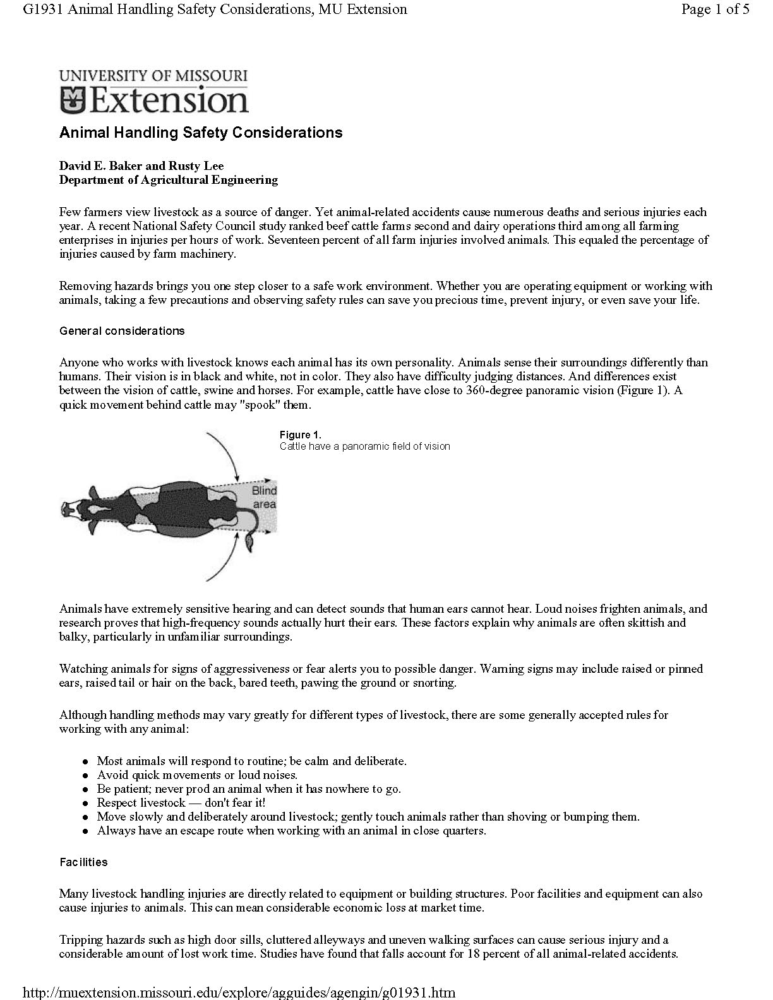 G1931 Animal Handling Safety Considerations, MU Extension Page 1 of 5
UNIVERSITY OF MISSOURI
MU Extension
Animal Handling Safety Considerations
David E. Baker and Rusty Lee
Department of Agricultural Engineering
Few farmers view livestock as a source of danger. Yet animal-related accidents cause numerous deaths and serious injuries each
year. A recent National Safety Council study ranked beef cattle farms second and dairy operations third among all farming
enterprises in injuries per hours of work. Seventeen percent of all farm injuries involved animals. This equaled the percentage of
injuries caused by farm machinery.
Removing hazards brings you one step closer to a safe work environment. Whether you are operating equipment or working with
animals, taking a few precautions and observing safety rules can save you precious time, prevent injury, or even save your life.
General considerations
Anyone who works with livestock knows each animal has its own personality. Animals sense their surroundings differently than
humans. Their vision is in black and white, not in color. They also have difficulty judging distances. And differences exist
between the vision of cattle, swine and horses. For example, cattle have close to 360-degree panoramic vision (Figure 1). A
quick movement behind cattle may "spook" them.
Figure 1.
Cattle have a panoramic field of vision
Blind
area
Animals have extremely sensitive hearing and can detect sounds that human ears cannot hear. Loud noises frighten animals, and
research proves that high-frequency sounds actually hurt their ears. These factors explain why animals are often skittish and
balky, particularly in unfamiliar surroundings.
Watching animals for signs of aggressiveness or fear alerts you to possible danger. Warning signs may include raised or pinned
ears, raised tail or hair on the back, bared teeth, pawing the ground or snorting.
Although handling methods may vary greatly for different types of livestock, there are some generally accepted rules for
working with any animal:
● Most animals will respond to routine; be calm and deliberate.
● Avoid quick movements or loud noises.
● Be patient; never prod an animal when it has nowhere to go.
● Respect livestock — don't fear it!
● Move slowly and deliberately around livestock; gently touch animals rather than shoving or bumping them.
● Always have an escape route when working with an animal in close quarters.
Facilities
Many livestock handling injuries are directly related to equipment or building structures. Poor facilities and equipment can also
cause injuries to animals. This can mean considerable economic loss at market time.
Tripping hazards such as high door sills, cluttered alleyways and uneven walking surfaces can cause serious injury and a
considerable amount of lost work time. Studies have found that falls account for 18 percent of all animal-related accidents.
http://muextension.missouri.edu/explore/agguides/agengin/g01931.htm